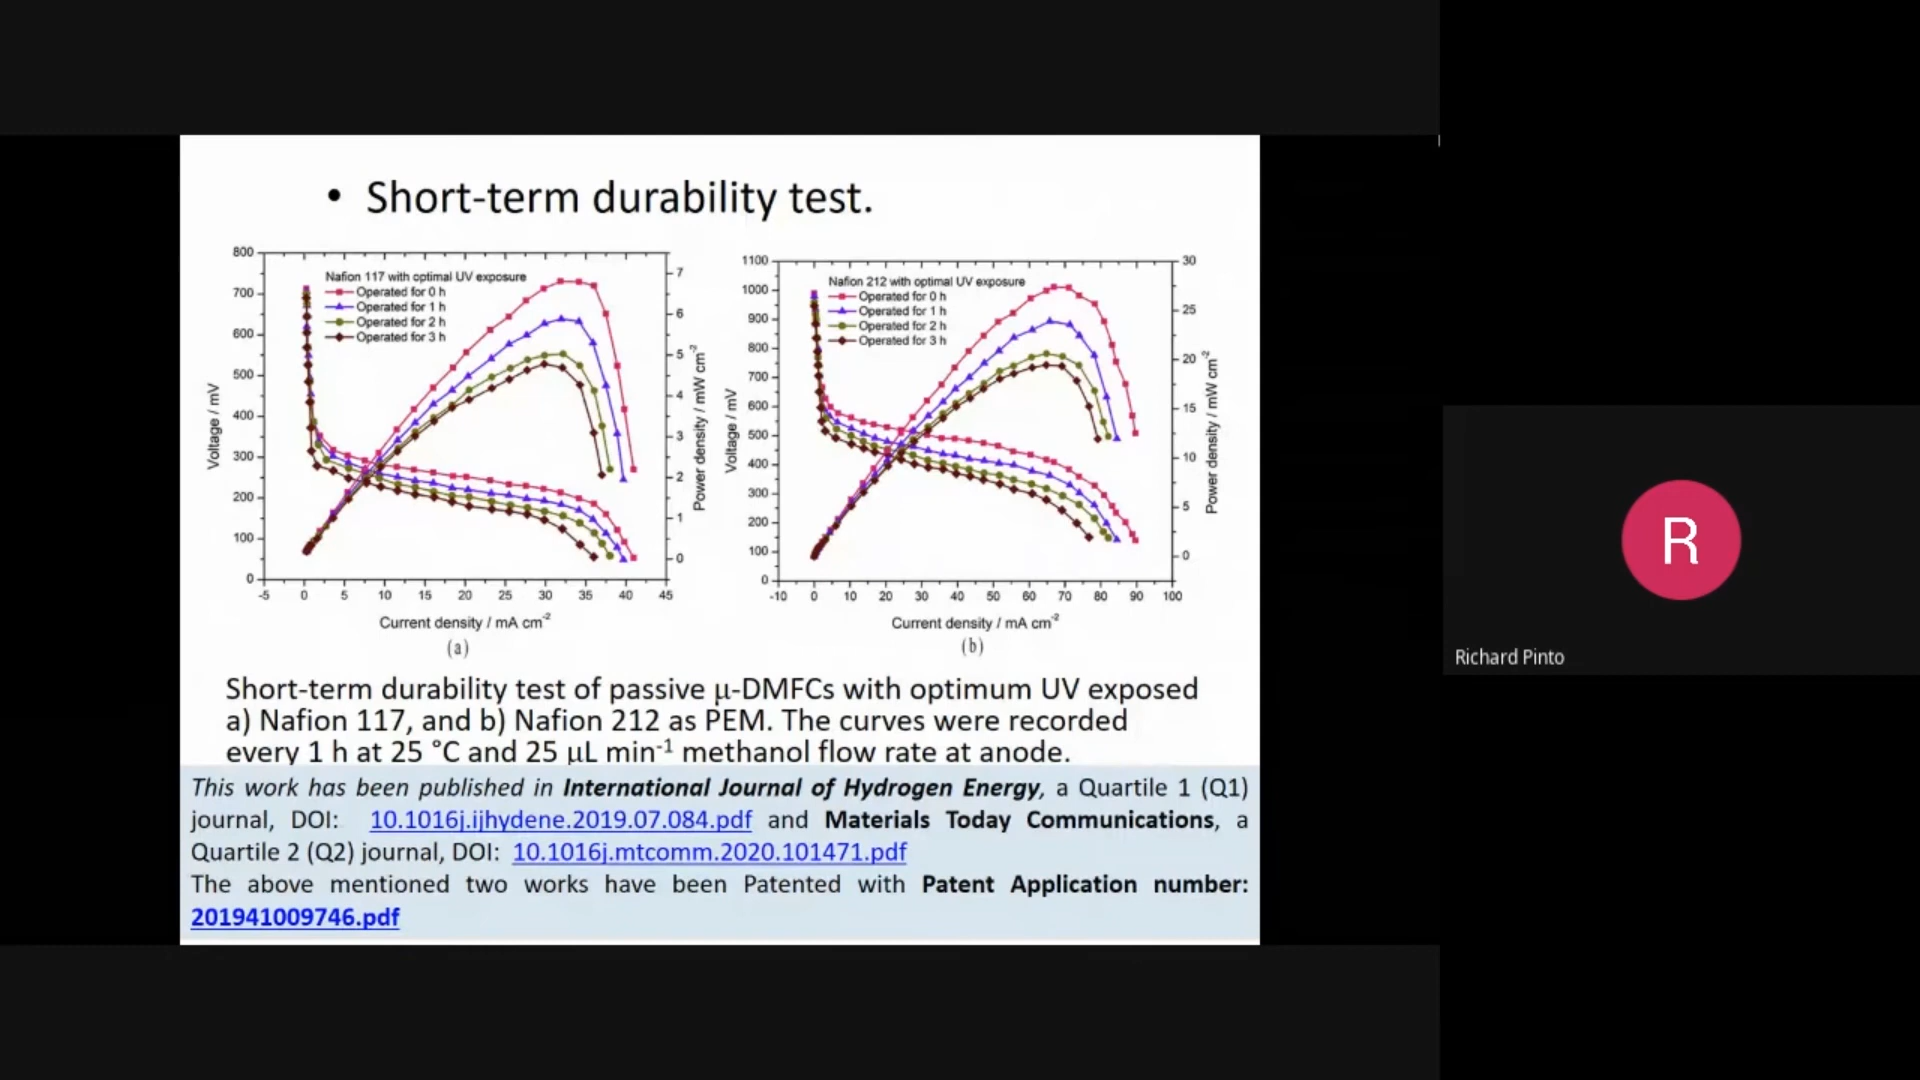 • Short-term durability test.
800
700
600
500
400
300
200
100
0
Voltage / mV
Nafion 117 with optimal UV exposure
Operated for 0 h
Operated for 1 h
Operated for 2 h
Operated for 3 h
7
6
5
4
3
2
1
0
Power density / mW cm⁻²
-5 0 5 10 15 20 25 30 35 40 45
Current density / mA cm⁻²
(a)
1100
1000
900
800
700
600
500
400
300
200
100
0
Voltage / mV
Nafion 212 with optimal UV exposure
Operated for 0 h
Operated for 1 h
Operated for 2 h
Operated for 3 h
30
25
20
15
10
5
0
Power density / mW cm⁻²
-10 0 10 20 30 40 50 60 70 80 90 100
Current density / mA cm⁻²
(b)
Short-term durability test of passive μ-DMFCs with optimum UV exposed
a) Nafion 117, and b) Nafion 212 as PEM. The curves were recorded
every 1 h at 25 °C and 25 μL min⁻¹ methanol flow rate at anode.
This work has been published in International Journal of Hydrogen Energy, a Quartile 1 (Q1)
journal, DOI: 10.1016j.ijhydene.2019.07.084.pdf and Materials Today Communications, a
Quartile 2 (Q2) journal, DOI: 10.1016j.mtcomm.2020.101471.pdf
The above mentioned two works have been Patented with Patent Application number:
201941009746.pdf
R
Richard Pinto